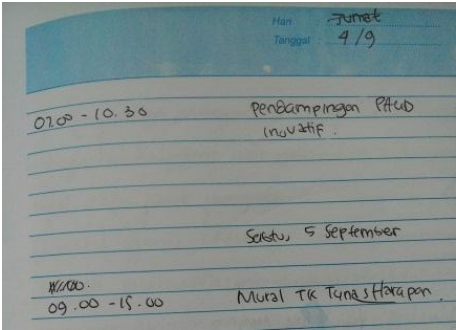 Hari : Jumat
Tanggal : 4/9
07.00 - 10.30 Pendampingan PAUD
Inovatif.
Sabtu, 5 September
09.00 - 15.00 Mural TK Tunas Harapan